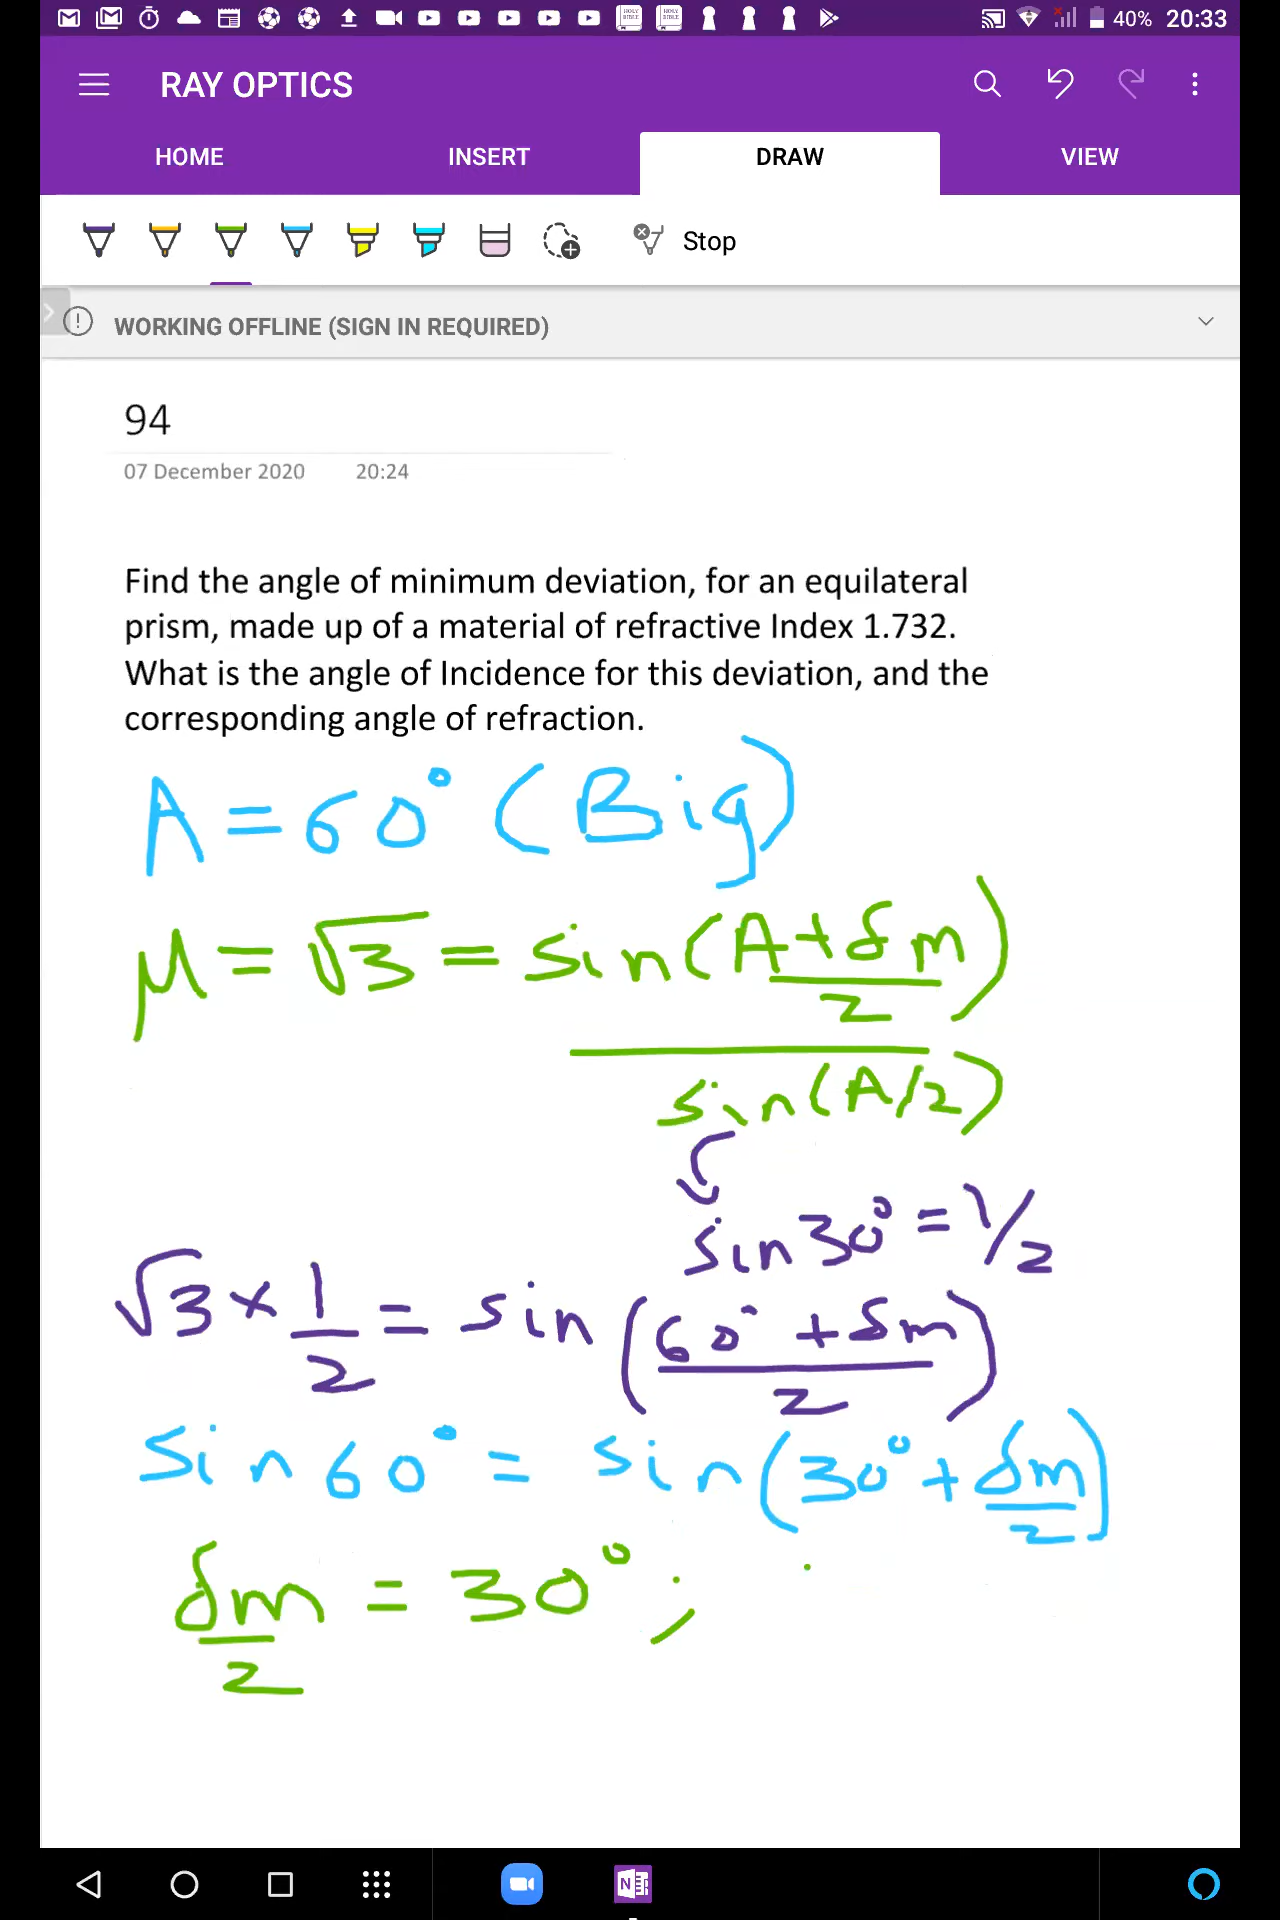 40% 20:33
RAY OPTICS
HOME INSERT DRAW VIEW
Stop
WORKING OFFLINE (SIGN IN REQUIRED)
94
07 December 2020 20:24
Find the angle of minimum deviation, for an equilateral
prism, made up of a material of refractive Index 1.732.
What is the angle of Incidence for this deviation, and the
corresponding angle of refraction.
A = 60° (Big)
μ = √3 = sin(A+δm/2)
sin(A/2)
sin30° = 1/2
√3 × 1/2 = sin(60° + δm/2)
sin 60° = sin(30° + δm/2)
δm/2 = 30° ;